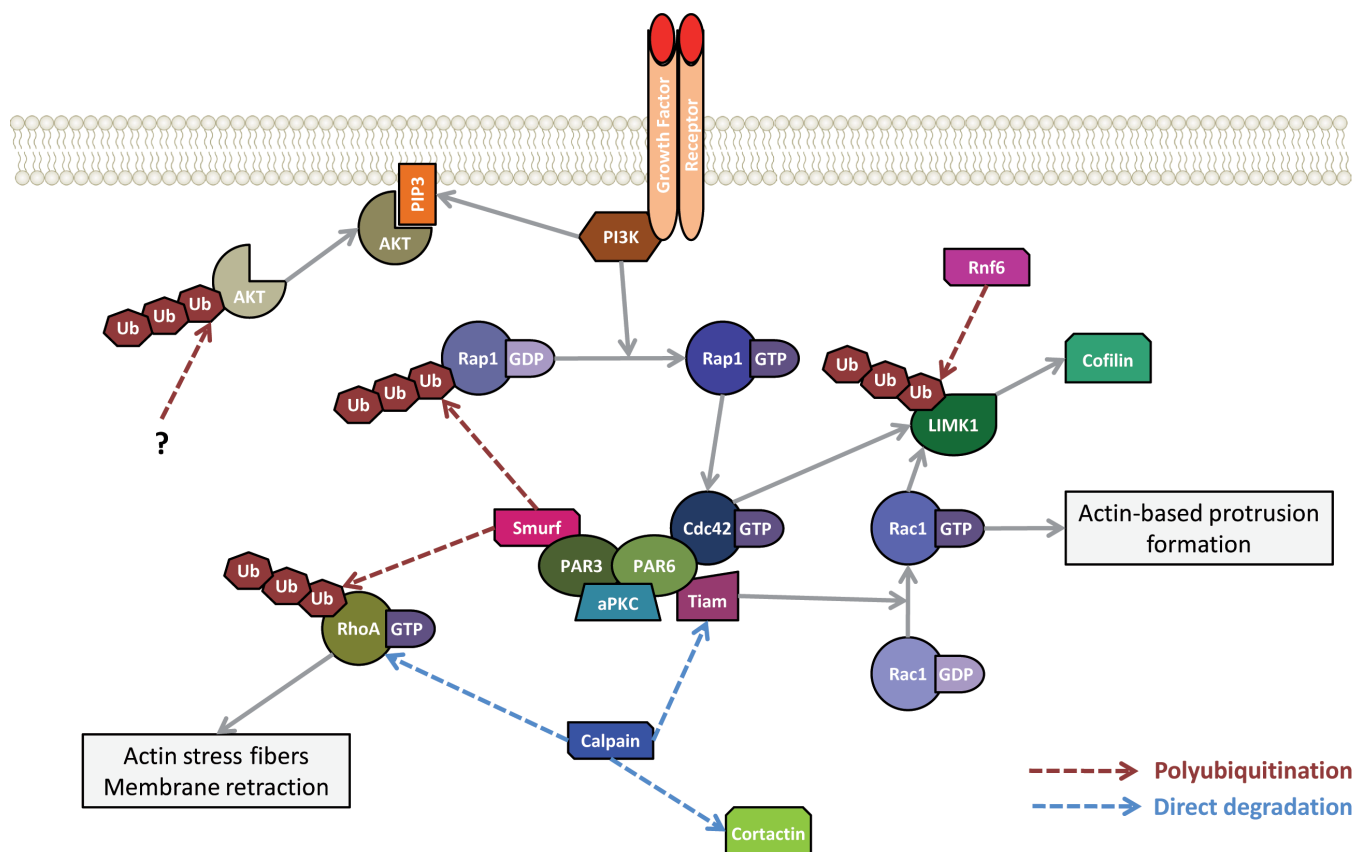 Growth Factor
Receptor
PIP3
AKT
PI3K
AKT
Ub
Ub
Ub
Rnf6
Rap1
GDP
Rap1
GTP
Cofilin
Ub
Ub
Ub
Ub
Ub
Ub
LIMK1
?
Smurf
Cdc42
GTP
Rac1
GTP
Actin-based protrusion
formation
PAR3
PAR6
aPKC
Tiam
Ub
Ub
Ub
RhoA
GTP
Rac1
GDP
Calpain
Actin stress fibers
Membrane retraction
Cortactin
Polyubiquitination
Direct degradation